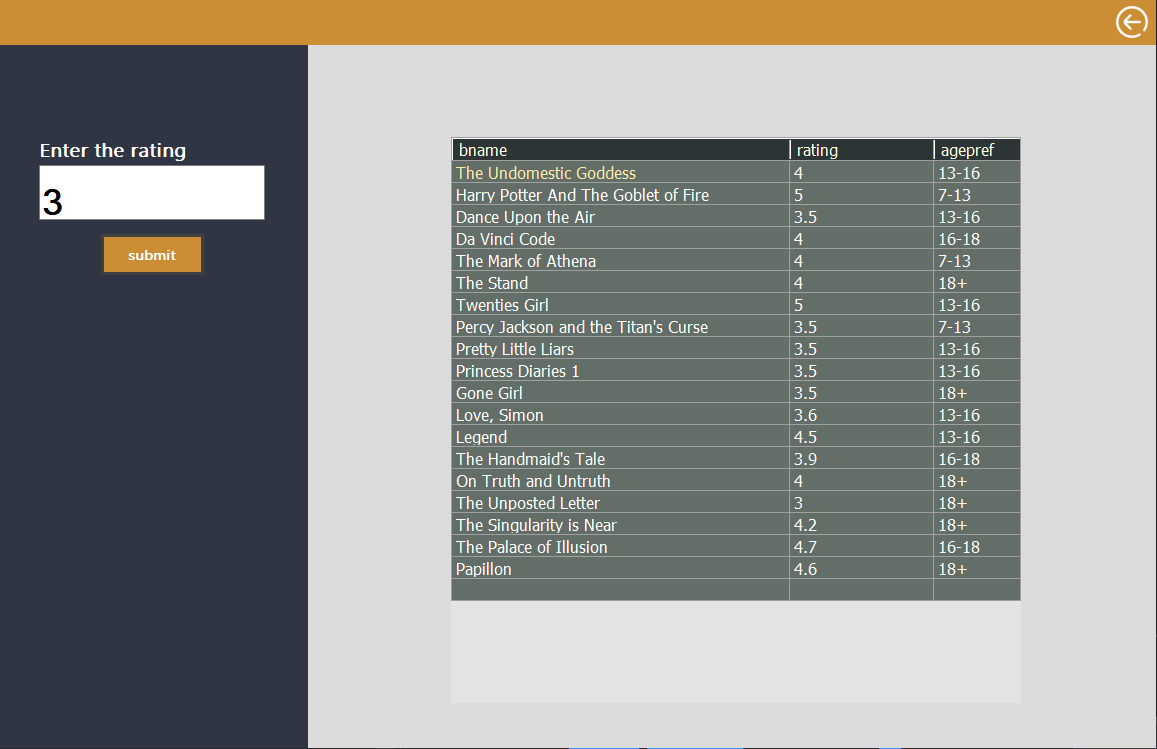 Enter the rating
3
submit
bname rating agepref
The Undomestic Goddess 4 13-16
Harry Potter And The Goblet of Fire 5 7-13
Dance Upon the Air 3.5 13-16
Da Vinci Code 4 16-18
The Mark of Athena 4 7-13
The Stand 4 18+
Twenties Girl 5 13-16
Percy Jackson and the Titan's Curse 3.5 7-13
Pretty Little Liars 3.5 13-16
Princess Diaries 1 3.5 13-16
Gone Girl 3.5 18+
Love, Simon 3.6 13-16
Legend 4.5 13-16
The Handmaid's Tale 3.9 16-18
On Truth and Untruth 4 18+
The Unposted Letter 3 18+
The Singularity is Near 4.2 18+
The Palace of Illusion 4.7 16-18
Papillon 4.6 18+